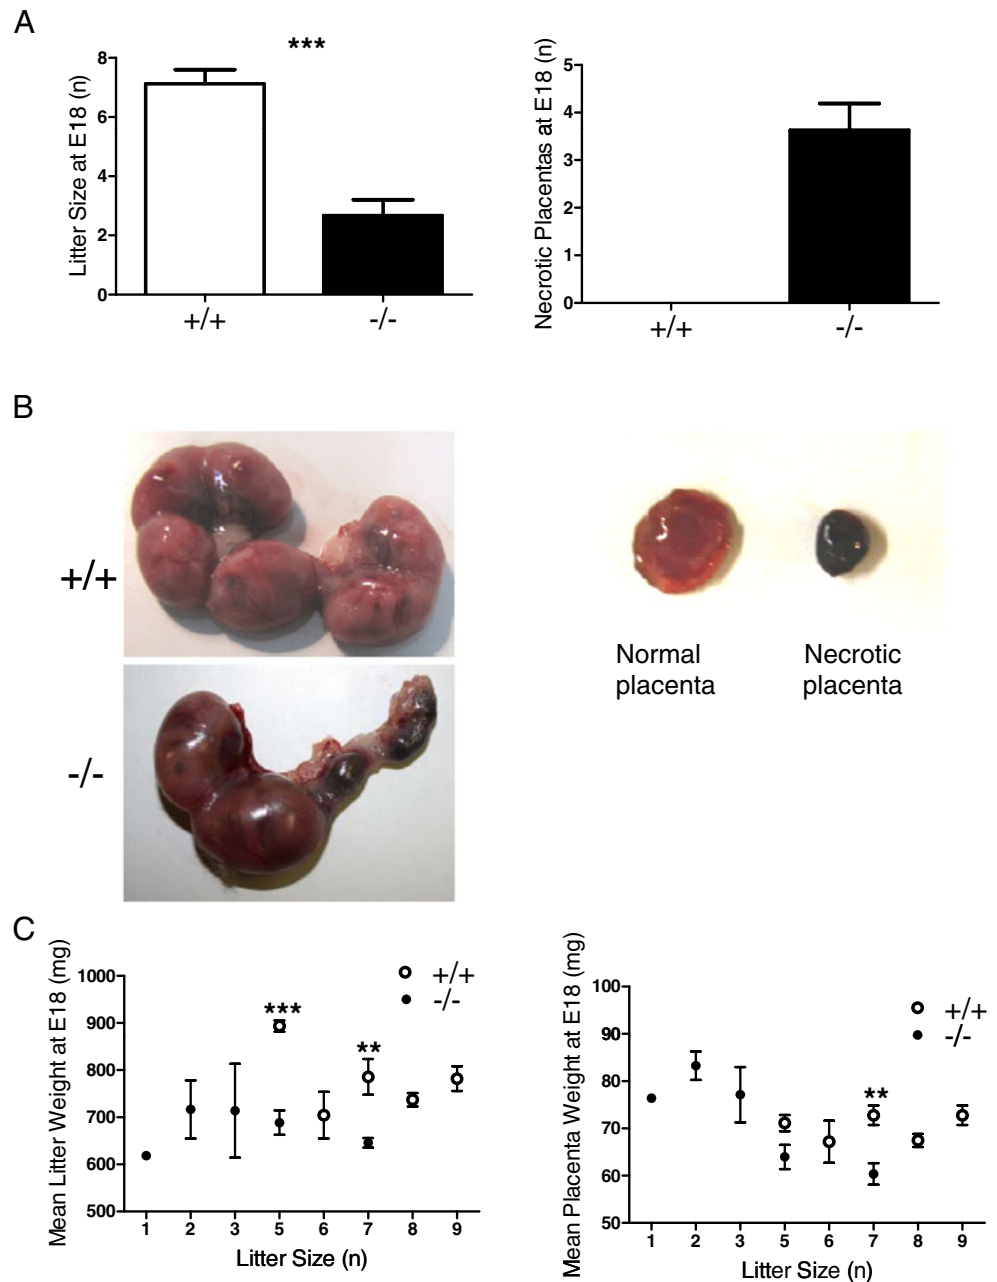 A
Litter Size at E18 (n)
8
6
4
2
0
***
+/+
-/-
Necrotic Placentas at E18 (n)
5
4
3
2
1
0
+/+
-/-
B
+/+
-/-
Normal
placenta
Necrotic
placenta
C
Mean Litter Weight at E18 (mg)
1000
900
800
700
600
500
***
**
+/+
-/-
1 2 3 5 6 7 8 9
Litter Size (n)
Mean Placenta Weight at E18 (mg)
100
90
80
70
60
50
**
+/+
-/-
1 2 3 5 6 7 8 9
Litter Size (n)